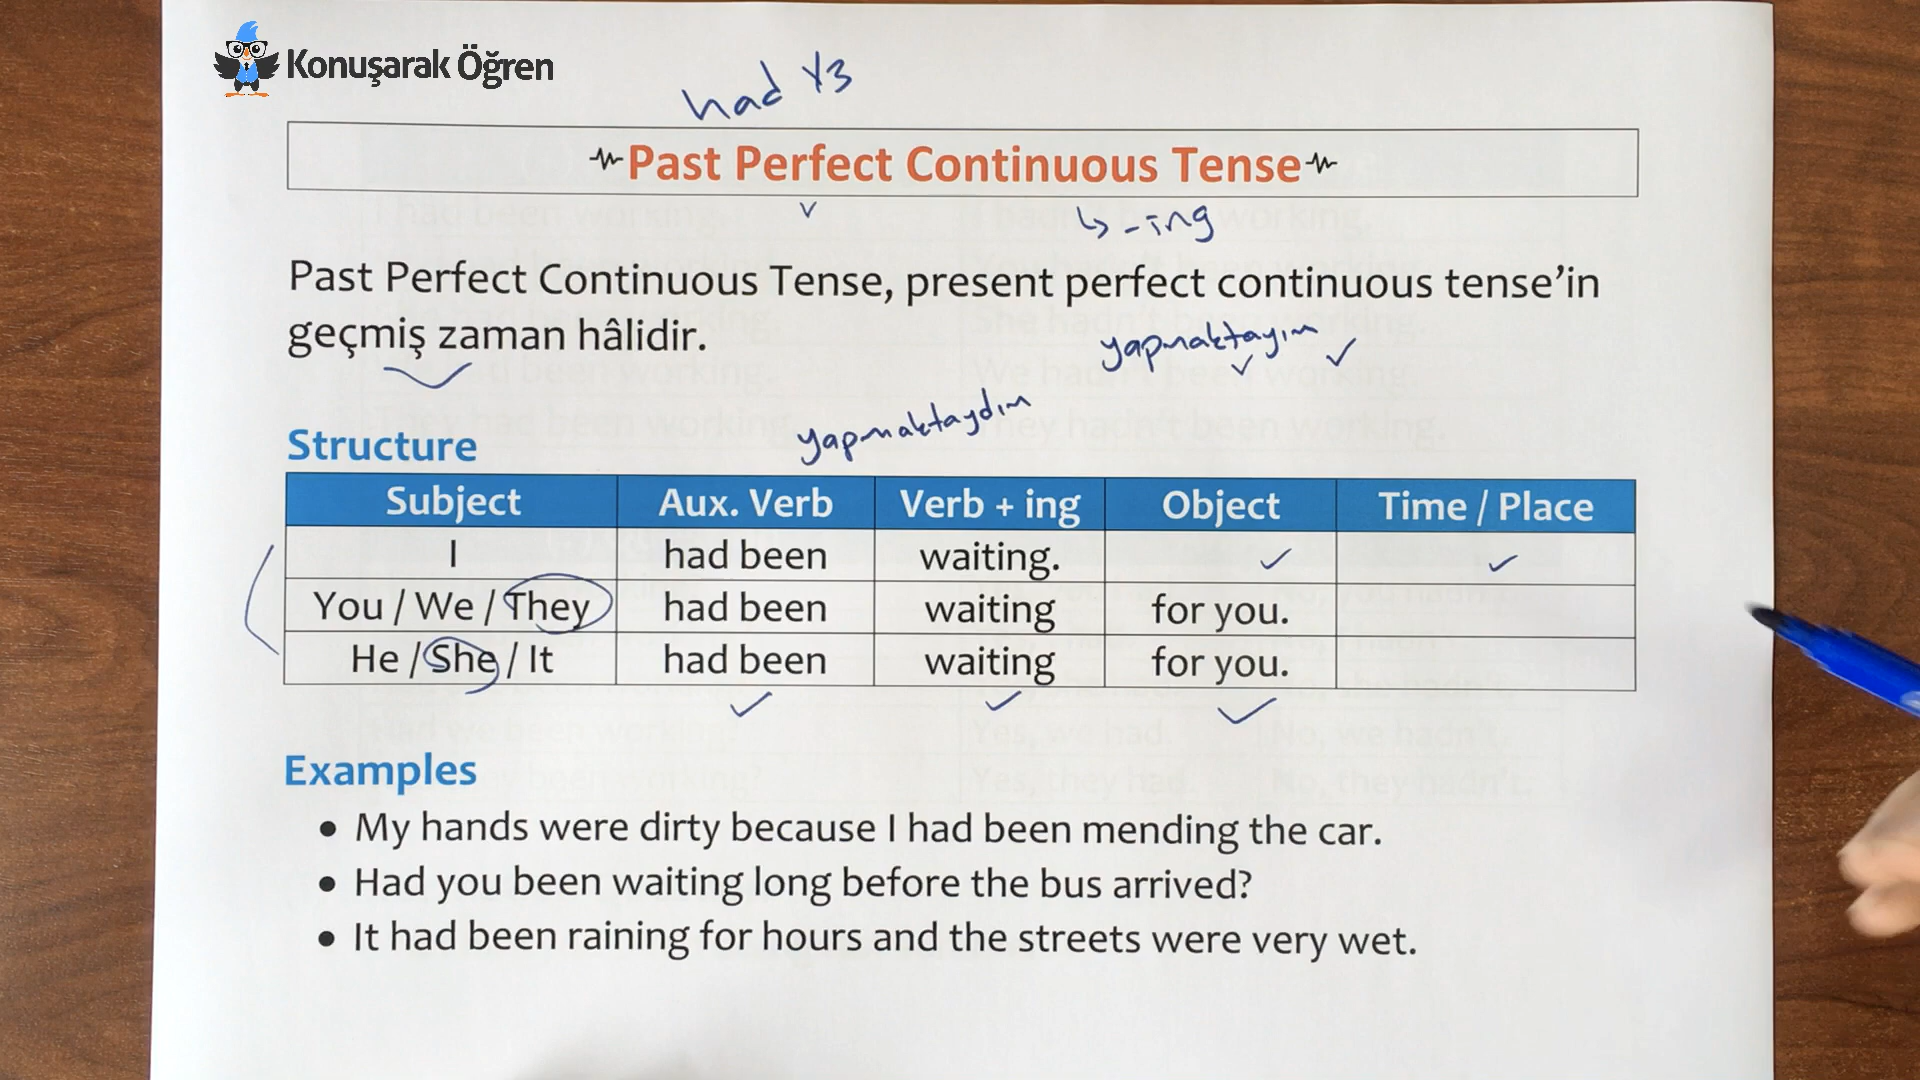 Konuşarak Öğren
had V3
Past Perfect Continuous Tense
-ing
Past Perfect Continuous Tense, present perfect continuous tense'in
geçmiş zaman hâlidir.
yapmaktayım
yapmaktaydım
Structure
Subject Aux. Verb Verb + ing Object Time / Place
I had been waiting.
You / We / They had been waiting for you.
He / She / It had been waiting for you.
Examples
• My hands were dirty because I had been mending the car.
• Had you been waiting long before the bus arrived?
• It had been raining for hours and the streets were very wet.